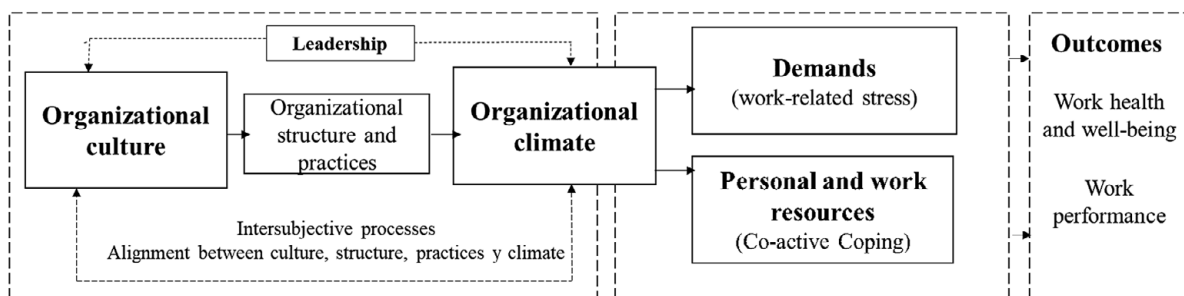 Leadership
Organizational
culture
Organizational
structure and
practices
Organizational
climate
Intersubjective processes
Alignment between culture, structure, practices y climate
Demands
(work-related stress)
Personal and work
resources
(Co-active Coping)
Outcomes
Work health
and well-being
Work
performance